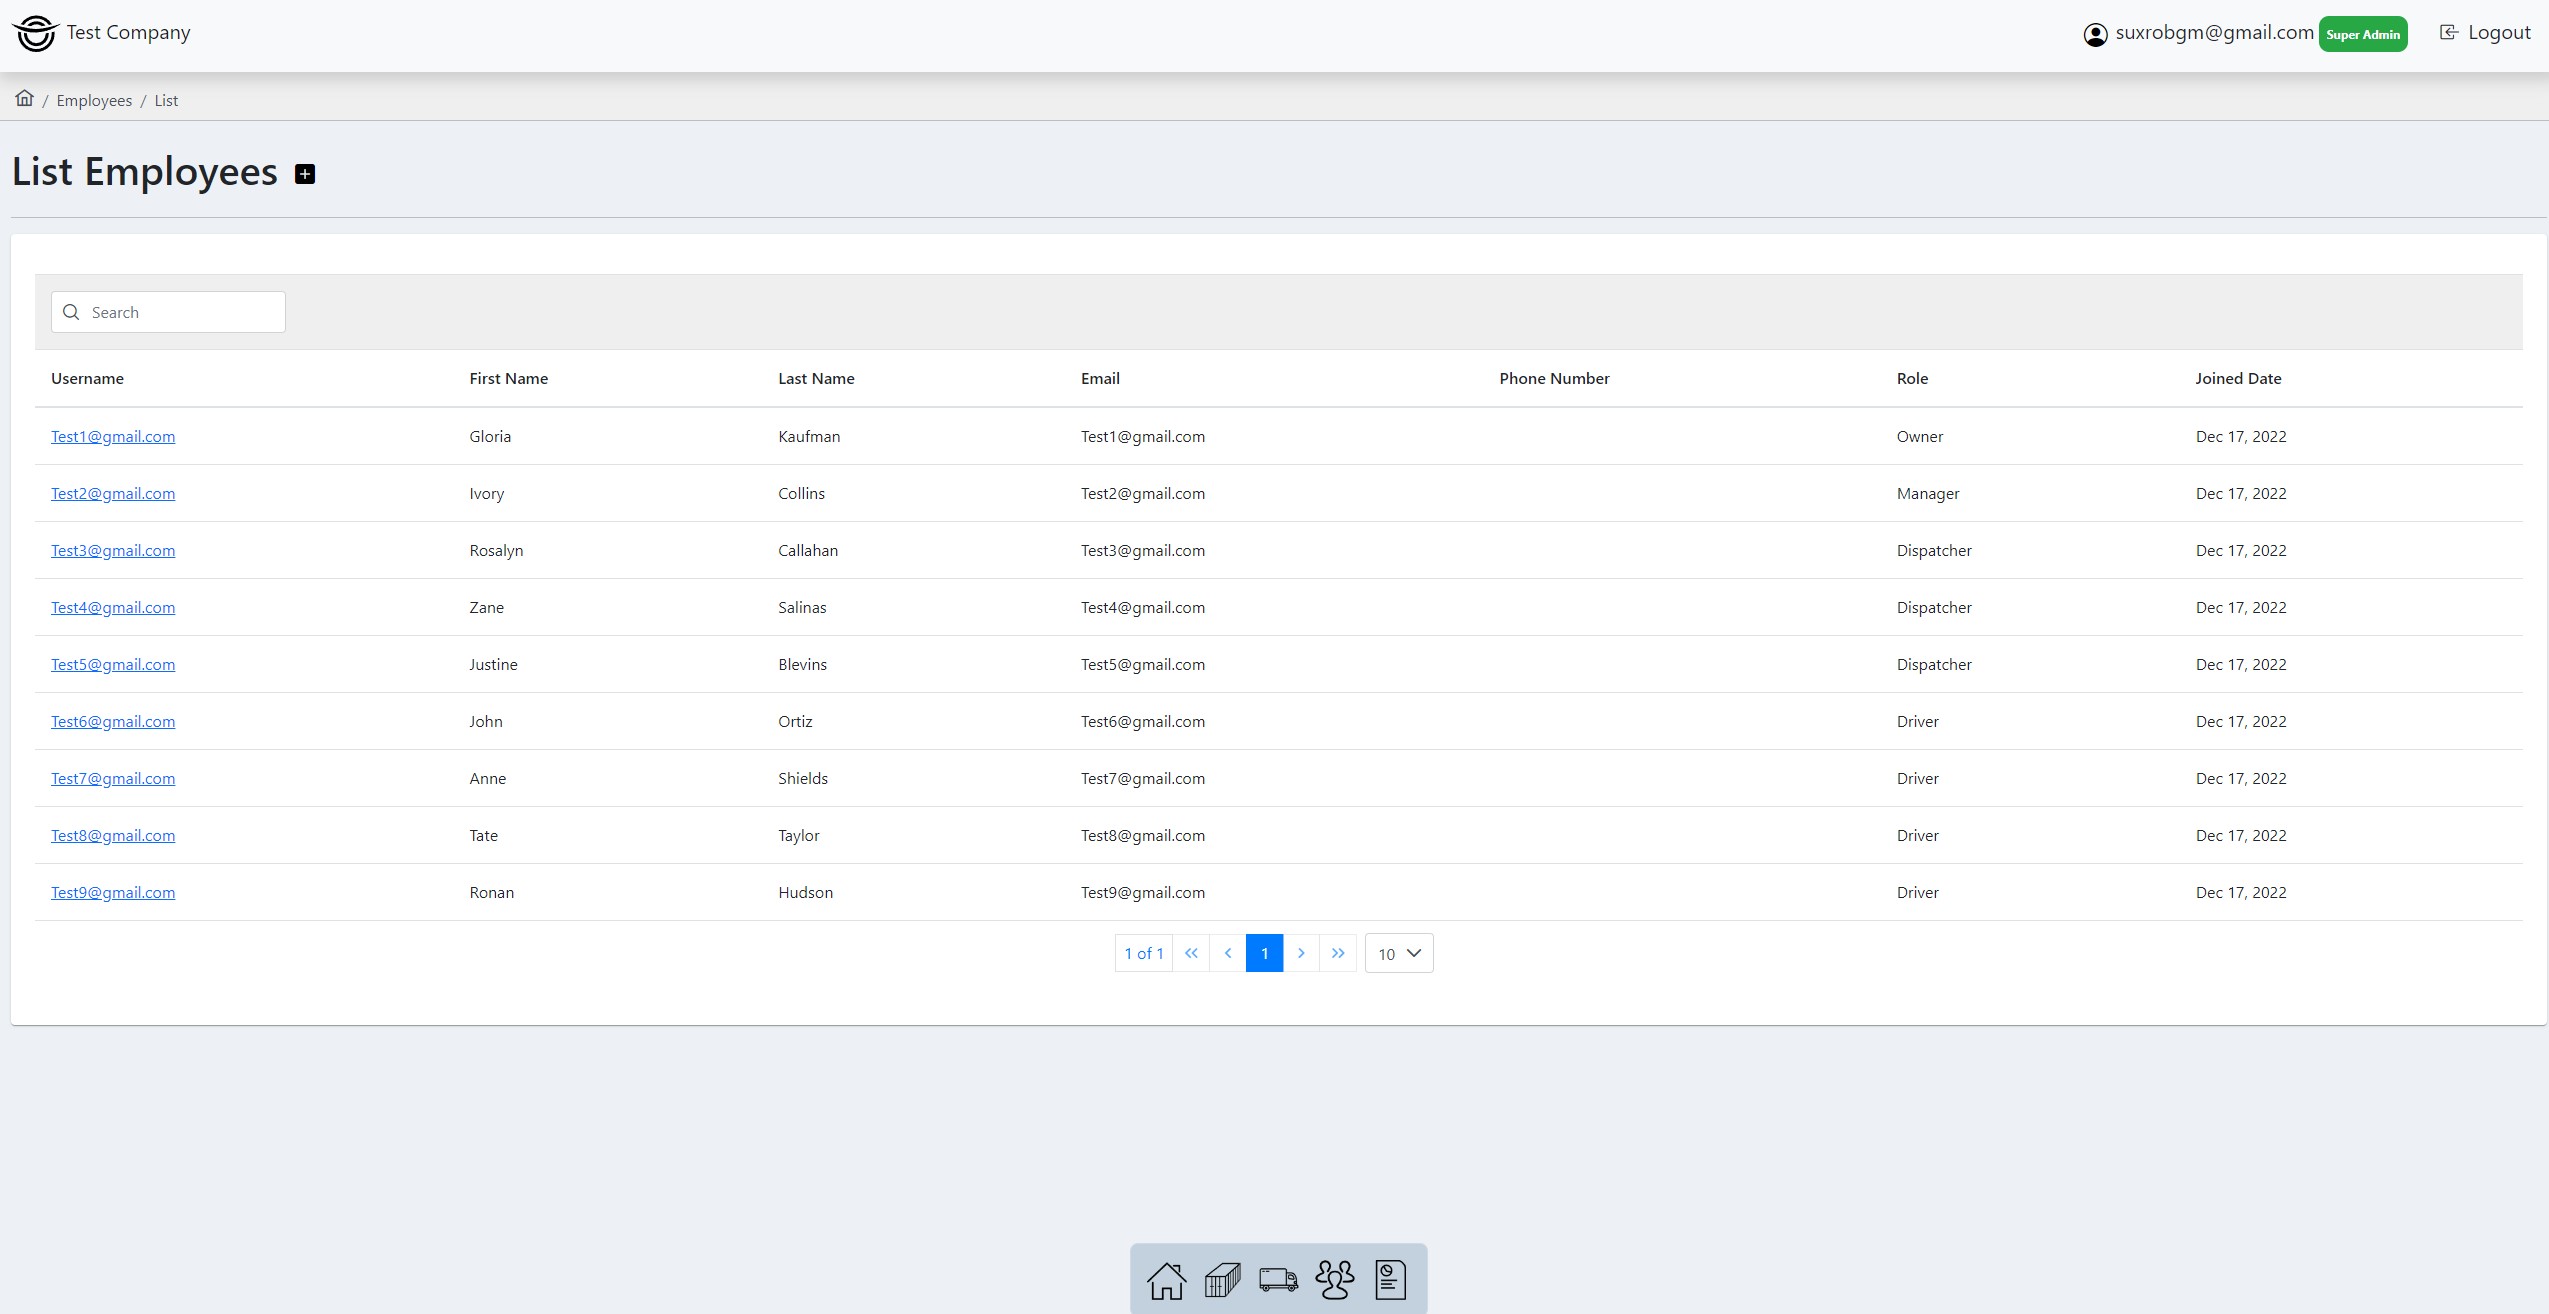 Test Company suxrobgm@gmail.com Super Admin Logout
/ Employees / List
List Employees
Search
Username First Name Last Name Email Phone Number Role Joined Date
Test1@gmail.com Gloria Kaufman Test1@gmail.com Owner Dec 17, 2022
Test2@gmail.com Ivory Collins Test2@gmail.com Manager Dec 17, 2022
Test3@gmail.com Rosalyn Callahan Test3@gmail.com Dispatcher Dec 17, 2022
Test4@gmail.com Zane Salinas Test4@gmail.com Dispatcher Dec 17, 2022
Test5@gmail.com Justine Blevins Test5@gmail.com Dispatcher Dec 17, 2022
Test6@gmail.com John Ortiz Test6@gmail.com Driver Dec 17, 2022
Test7@gmail.com Anne Shields Test7@gmail.com Driver Dec 17, 2022
Test8@gmail.com Tate Taylor Test8@gmail.com Driver Dec 17, 2022
Test9@gmail.com Ronan Hudson Test9@gmail.com Driver Dec 17, 2022
1 of 1 « ‹ 1 › » 10